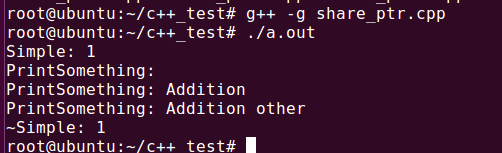 root@ubuntu:~/c++_test# g++ -g share_ptr.cpp
root@ubuntu:~/c++_test# ./a.out
Simple: 1
PrintSomething:
PrintSomething: Addition
PrintSomething: Addition other
~Simple: 1
root@ubuntu:~/c++_test#